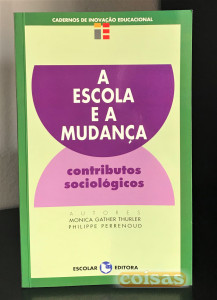 CADERNOS DE INOVAÇÃO EDUCACIONAL
A
ESCOLA
E A
MUDANÇA
contributos
sociológicos
AUTORES
MONICA GATHER THURLER
PHILIPPE PERRENOUD
ESCOLAR EDITORA
coisas